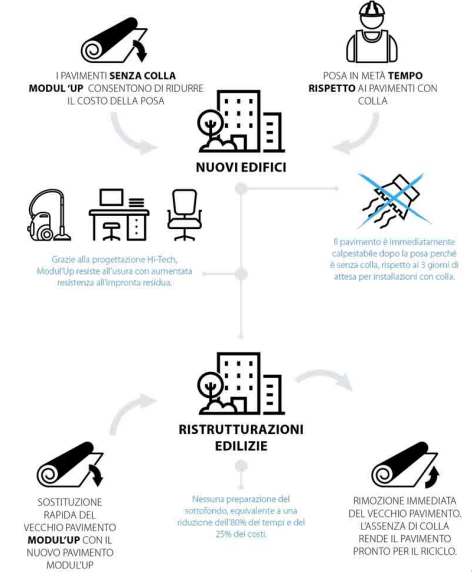 I PAVIMENTI SENZA COLLA
MODUL'UP CONSENTONO DI RIDURRE
IL COSTO DELLA POSA
POSA IN METÀ TEMPO
RISPETTO AI PAVIMENTI CON
COLLA
NUOVI EDIFICI
Grazie alla progettazione Hi-Tech,
Modul'Up resiste all'usura con aumentata
resistenza all'impronta residua.
Il pavimento è immediatamente
calpestabile dopo la posa perché
è senza colla, rispetto ai 3 giorni di
attesa per installazioni con colla.
RISTRUTTURAZIONI
EDILIZIE
SOSTITUZIONE
RAPIDA DEL
VECCHIO PAVIMENTO
MODUL'UP CON IL
NUOVO PAVIMENTO
MODUL'UP
Nessuna preparazione del
sottofondo, equivalente a una
riduzione dell'80% dei tempi e del
25% dei costi.
RIMOZIONE IMMEDIATA
DEL VECCHIO PAVIMENTO.
L'ASSENZA DI COLLA
RENDE IL PAVIMENTO
PRONTO PER IL RICICLO.